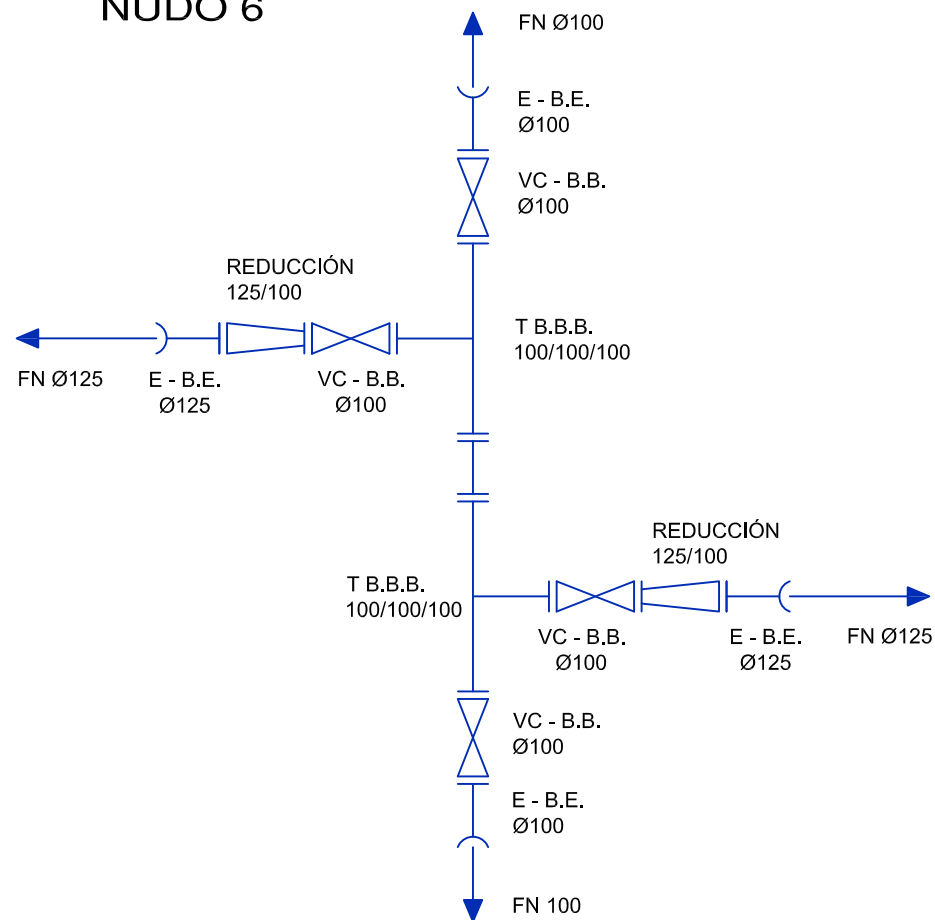 NUDO 6
FN Ø100
E - B.E.
Ø100
VC - B.B.
Ø100
REDUCCIÓN
125/100
T B.B.B.
100/100/100
FN Ø125
E - B.E.
Ø125
VC - B.B.
Ø100
REDUCCIÓN
125/100
T B.B.B.
100/100/100
VC - B.B.
Ø100
E - B.E.
Ø125
FN Ø125
VC - B.B.
Ø100
E - B.E.
Ø100
FN 100